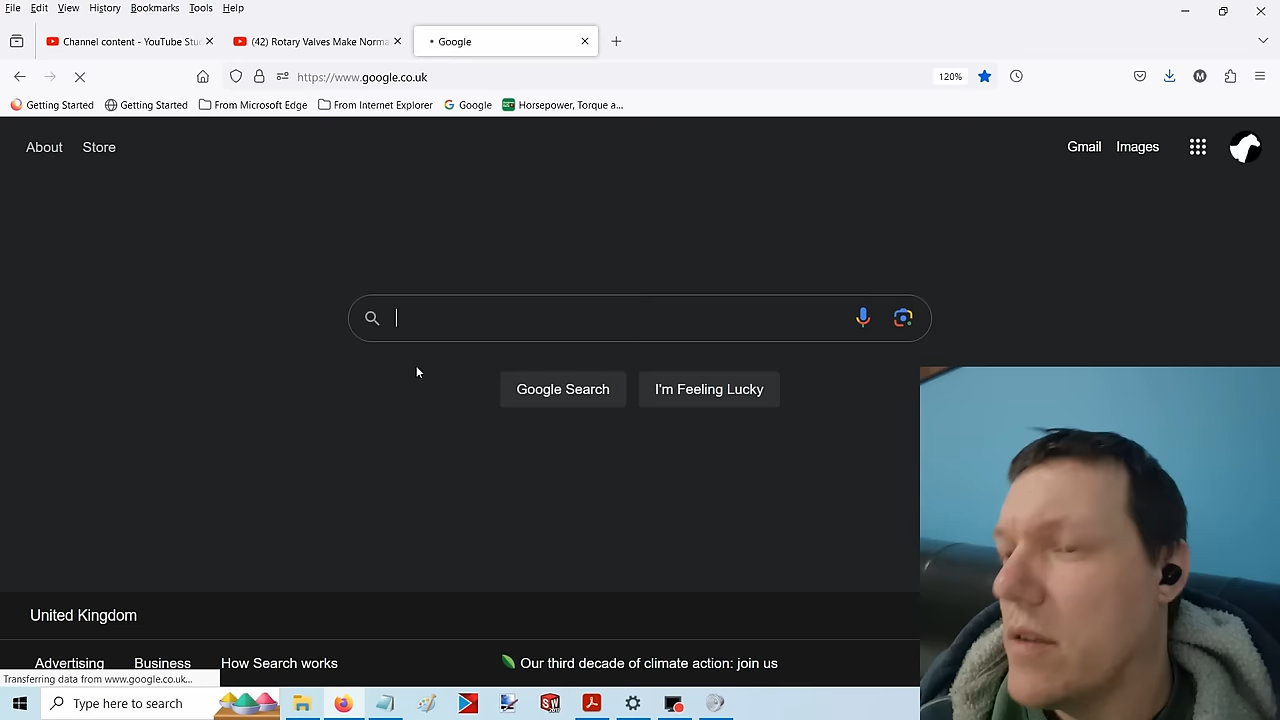 File Edit View History Bookmarks Tools Help
Channel content - YouTube Stu
(42) Rotary Valves Make Norma
Google
https://www.google.co.uk
120%
M
Getting Started
Getting Started
From Microsoft Edge
From Internet Explorer
Google
Horsepower, Torque a...
About Store
Gmail Images
Google Search
I'm Feeling Lucky
United Kingdom
Advertising Business How Search works
Our third decade of climate action: join us
Transferring data from www.google.co.uk...
Type here to search